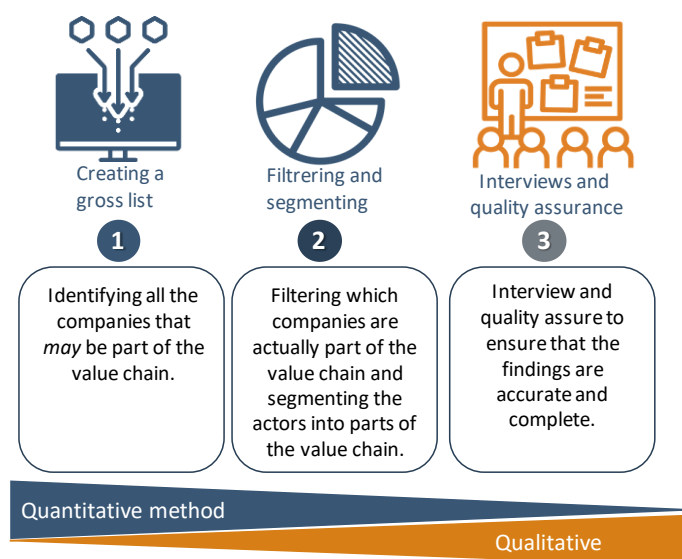 Creating a
gross list
Filtrering and
segmenting
Interviews and
quality assurance
1
2
3
Identifying all the
companies that
may be part of the
value chain.
Filtering which
companies are
actually part of the
value chain and
segmenting the
actors into parts of
the value chain.
Interview and
quality assure to
ensure that the
findings are
accurate and
complete.
Quantitative method
Qualitative